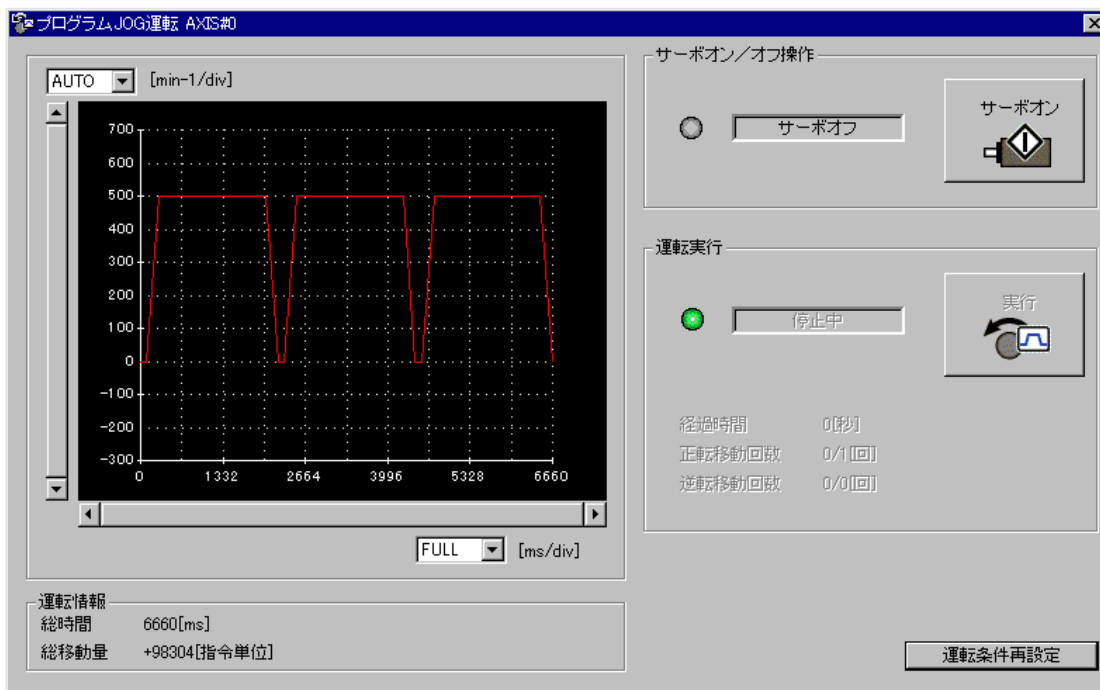 プログラムJOG運転 AXIS#0
AUTO [min-1/div]
700
600
500
400
300
200
100
0
-100
-200
-300
0 1332 2664 3996 5328 6660
FULL [ms/div]
運転情報
総時間 6660[ms]
総移動量 +98304[指令単位]
サーボオン/オフ操作
サーボオフ
サーボオン
運転実行
停止中
実行
経過時間 0[秒]
正転移動回数 0/1[回]
逆転移動回数 0/0[回]
運転条件再設定